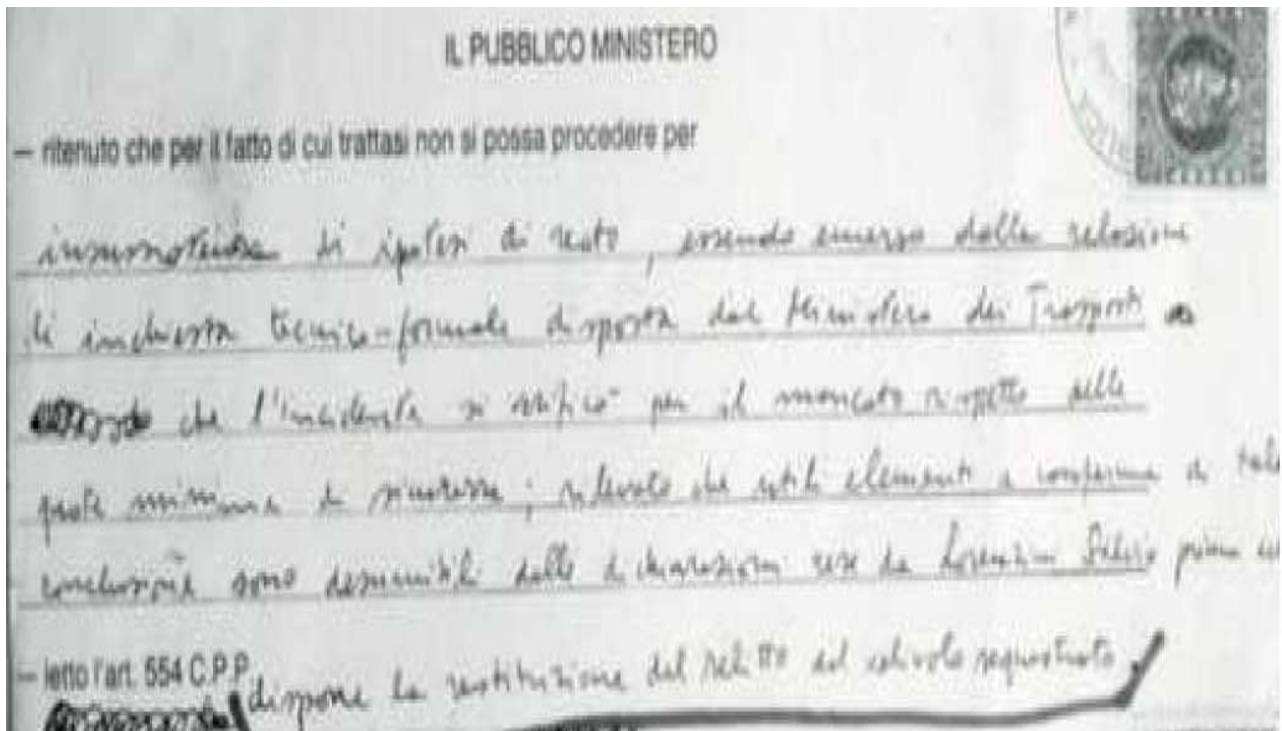 IL PUBBLICO MINISTERO
– ritenuto che per il fatto di cui trattasi non si possa procedere per
insussistenza di ipotesi di reato, essendo emerso dalla relazione
di inchiesta tecnico-formale disposta dal Ministero dei Trasporti
che l'incidente si verificò per il mancato rispetto delle
quote minime di sicurezza; rilevato che utili elementi a conferma di tale
conclusione sono desumibili dalle dichiarazioni rese da Lorenzini
– letto l'art. 554 C.P.P.
dispone la restituzione del relitto del velivolo sequestrato